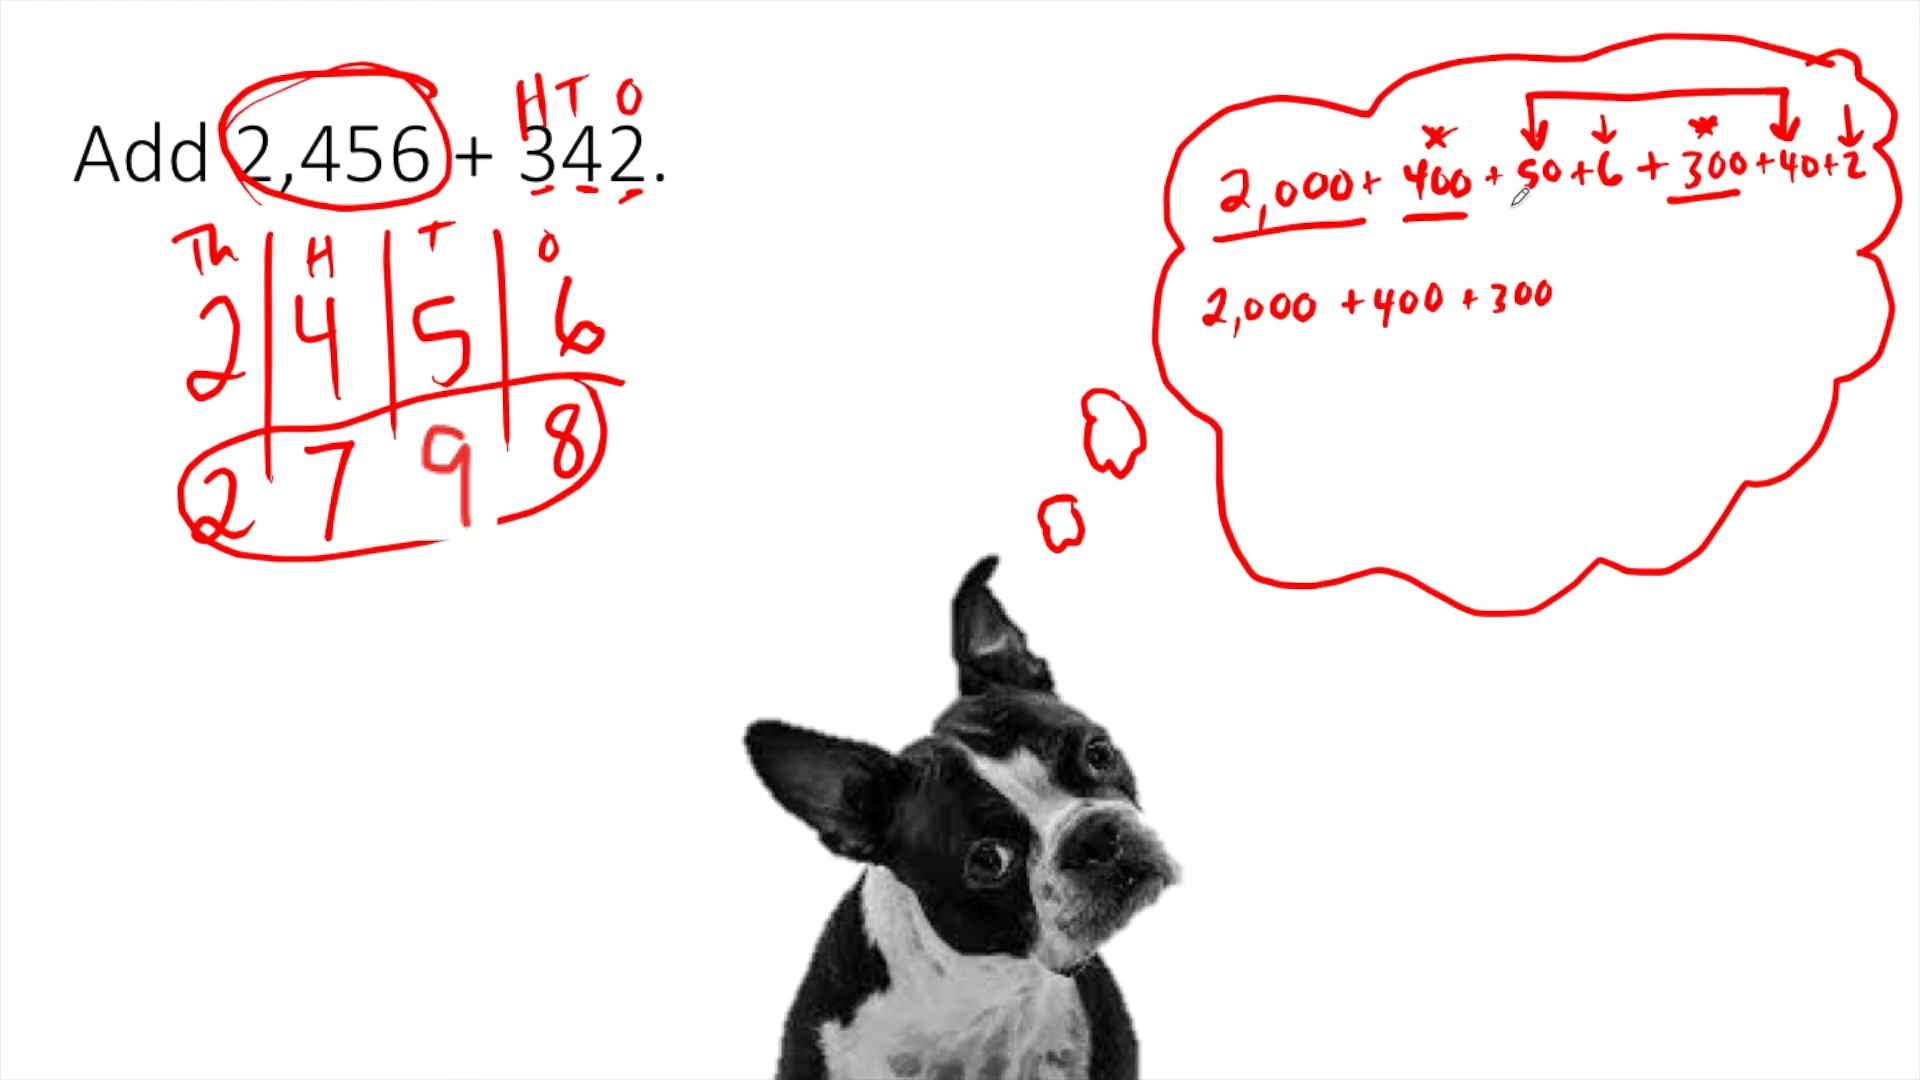 H T O
Add 2,456 + 342.
Th H T O
2 4 5 6
2 7 9 8
2,000 + 400 + 50 + 6 + 300 + 40 + 2
2,000 + 400 + 300